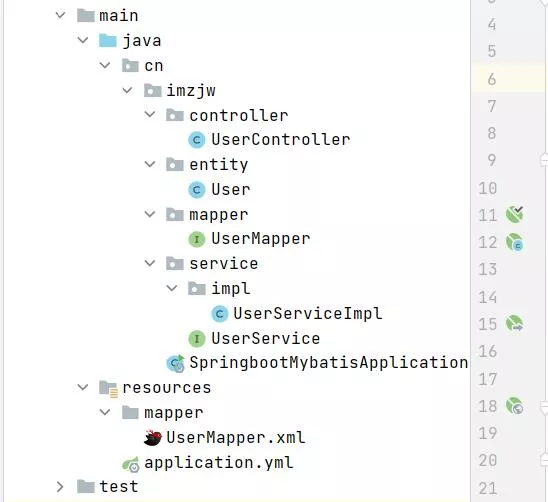 main
java
cn
imzjw
controller
UserController
entity
User
mapper
UserMapper
service
impl
UserServiceImpl
UserService
SpringbootMybatisApplication
resources
mapper
UserMapper.xml
application.yml
test
4
5
6
7
8
9
10
11
12
13
14
15
16
17
18
19
20
21